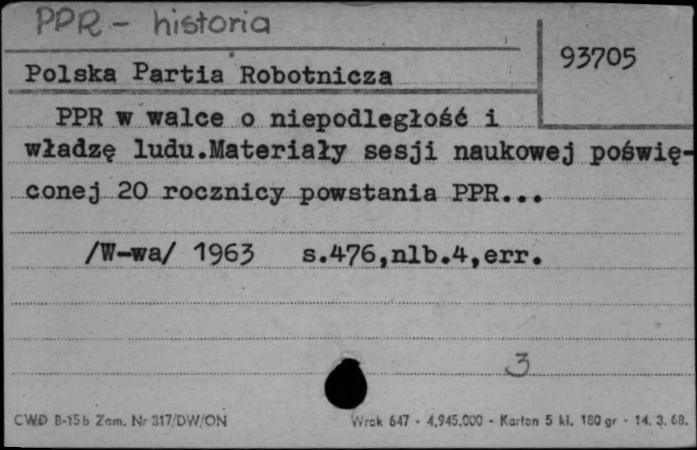 PPR - historia
93705
Polska Partia Robotnicza
PPR w walce o niepodległość i
władzę ludu.Materiały sesji naukowej poświę-
conej 20 rocznicy powstania PPR...
/W-wa/ 1963 s.476,nlb.4,err.
3
CWD B-15b Zam. Nr 317/DW/ON Wrak 647 - 4.945.000 - Karton 5 kl. 180 gr - 14. 3. 68.